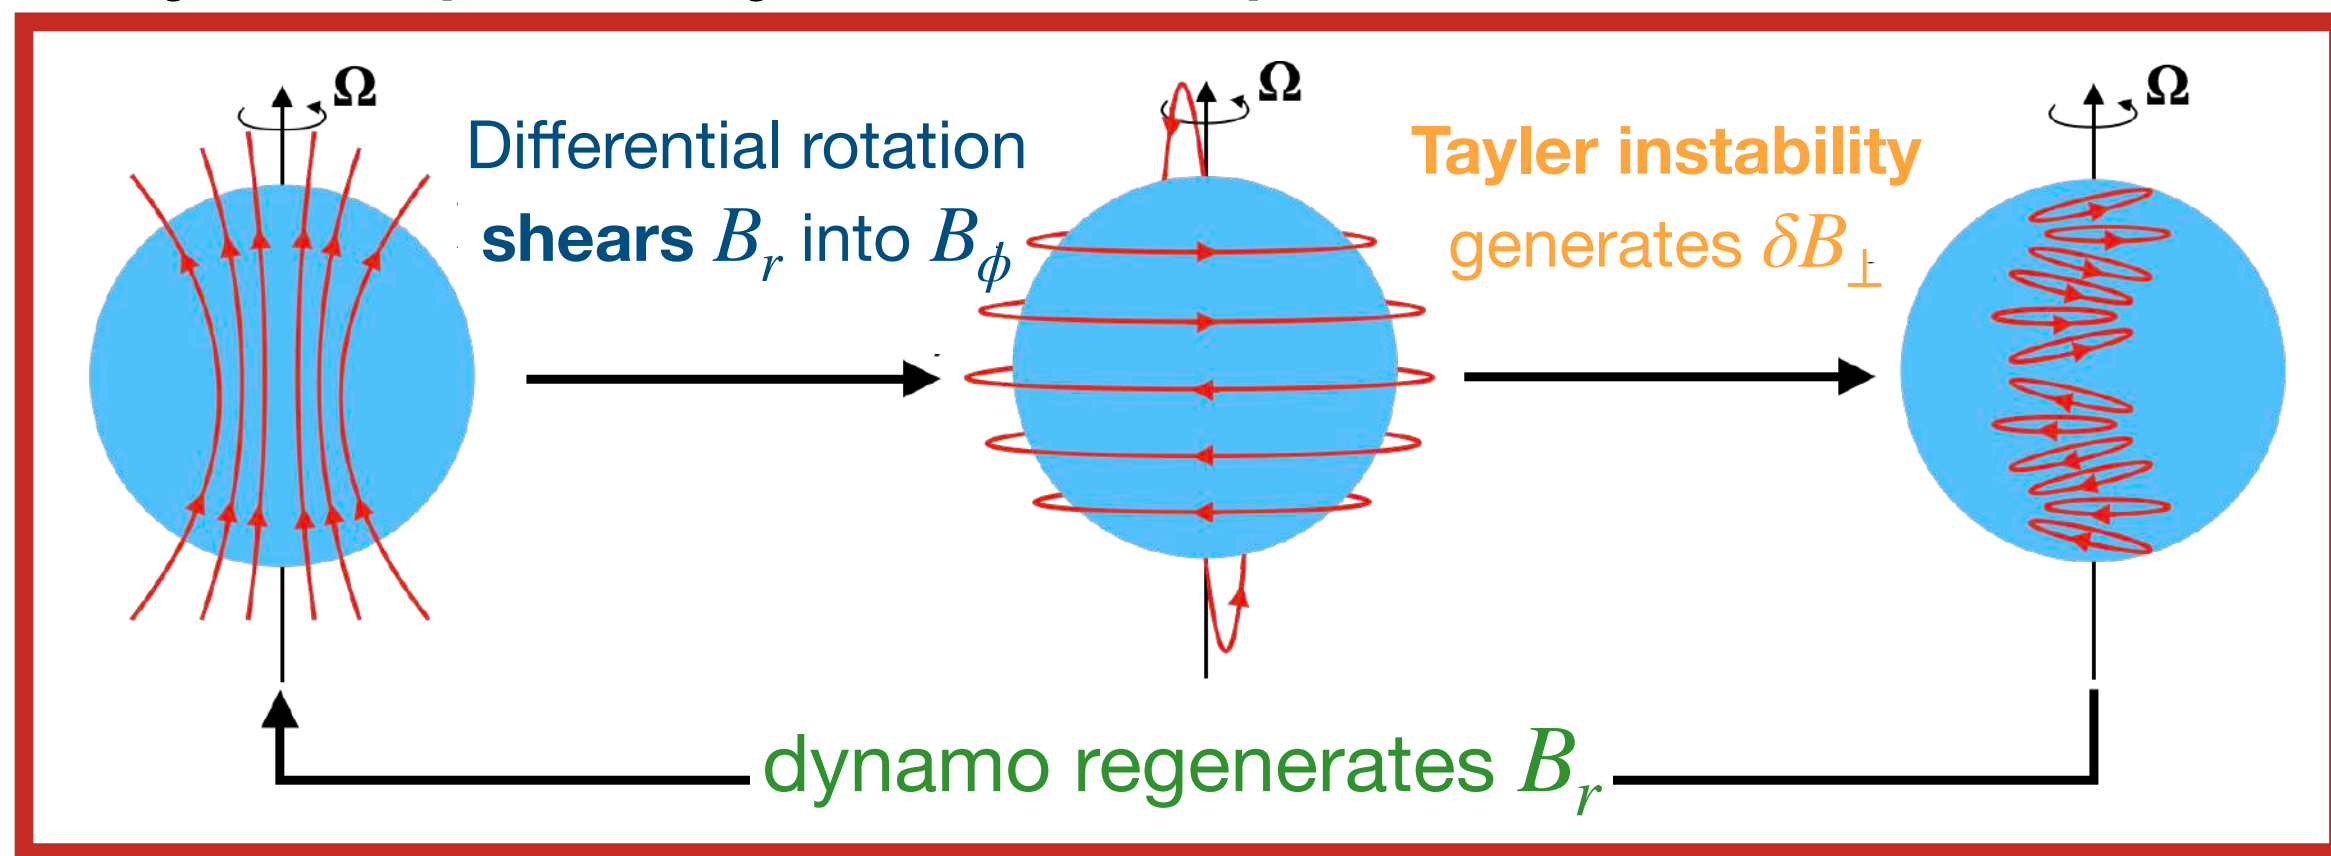 Ω
Differential rotation
shears B_r into B_ϕ
Ω
Tayler instability
generates δB_⊥
Ω
dynamo regenerates B_r